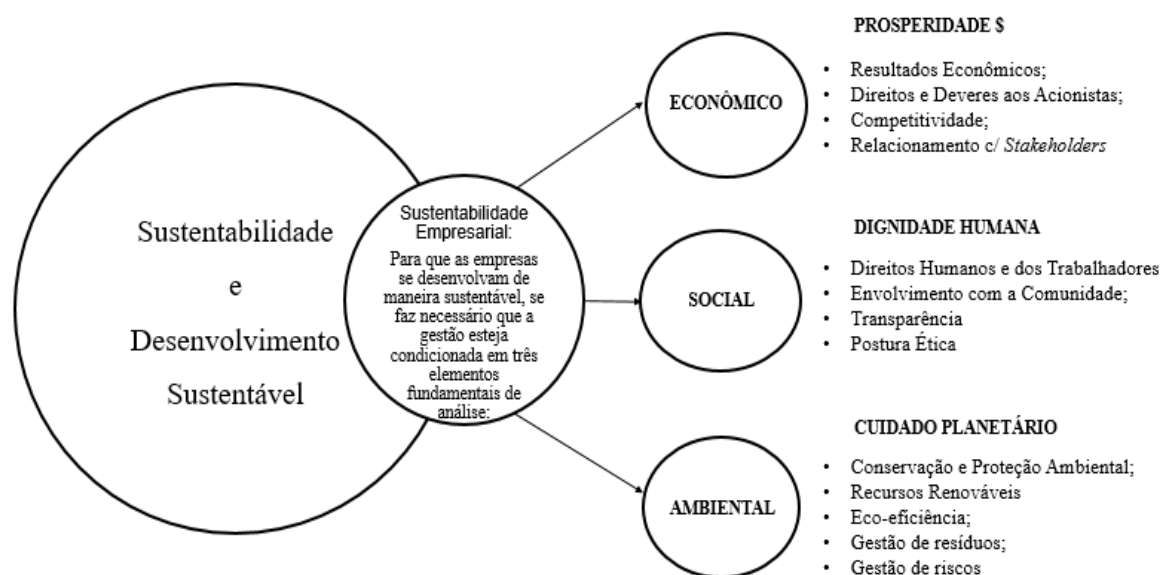 Sustentabilidade
e
Desenvolvimento
Sustentável
Sustentabilidade
Empresarial:
Para que as empresas
se desenvolvam de
maneira sustentável, se
faz necessário que a
gestão esteja
condicionada em três
elementos
fundamentais de
análise:
ECONÔMICO
PROSPERIDADE $
• Resultados Econômicos;
• Direitos e Deveres aos Acionistas;
• Competitividade;
• Relacionamento c/ Stakeholders
SOCIAL
DIGNIDADE HUMANA
• Direitos Humanos e dos Trabalhadores
• Envolvimento com a Comunidade;
• Transparência
• Postura Ética
AMBIENTAL
CUIDADO PLANETÁRIO
• Conservação e Proteção Ambiental;
• Recursos Renováveis
• Eco-eficiência;
• Gestão de resíduos;
• Gestão de riscos